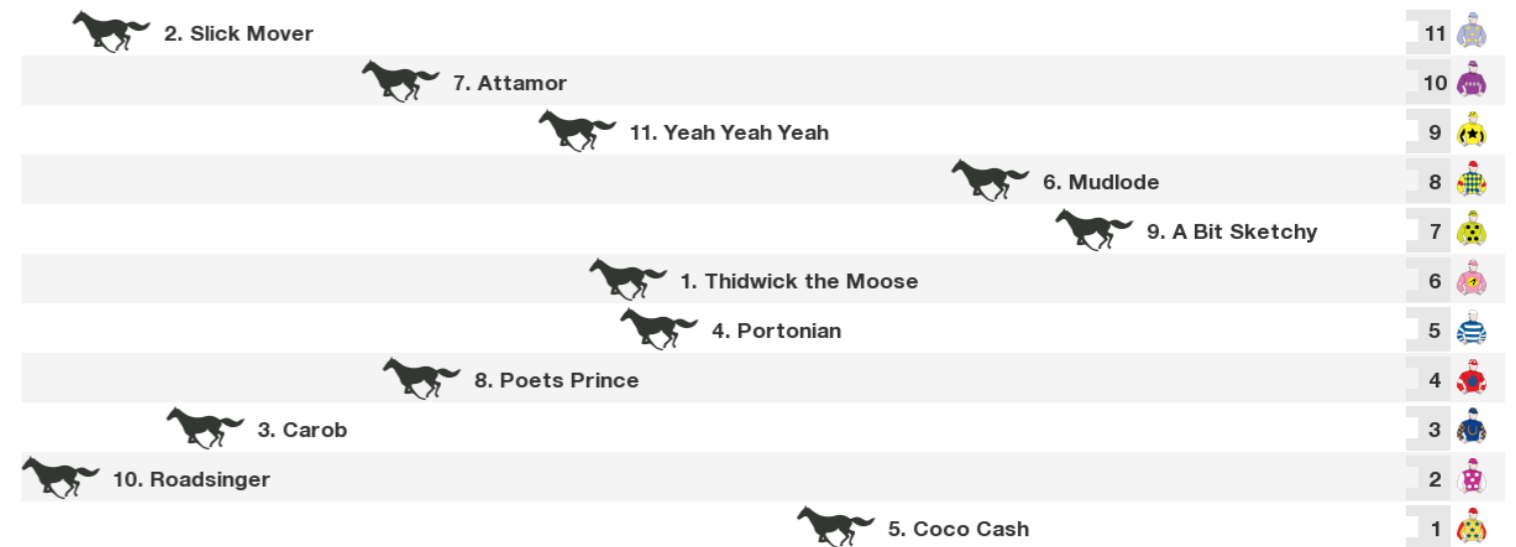 2. Slick Mover 11
7. Attamor 10
11. Yeah Yeah Yeah 9
6. Mudlode 8
9. A Bit Sketchy 7
1. Thidwick the Moose 6
4. Portonian 5
8. Poets Prince 4
3. Carob 3
10. Roadsinger 2
5. Coco Cash 1